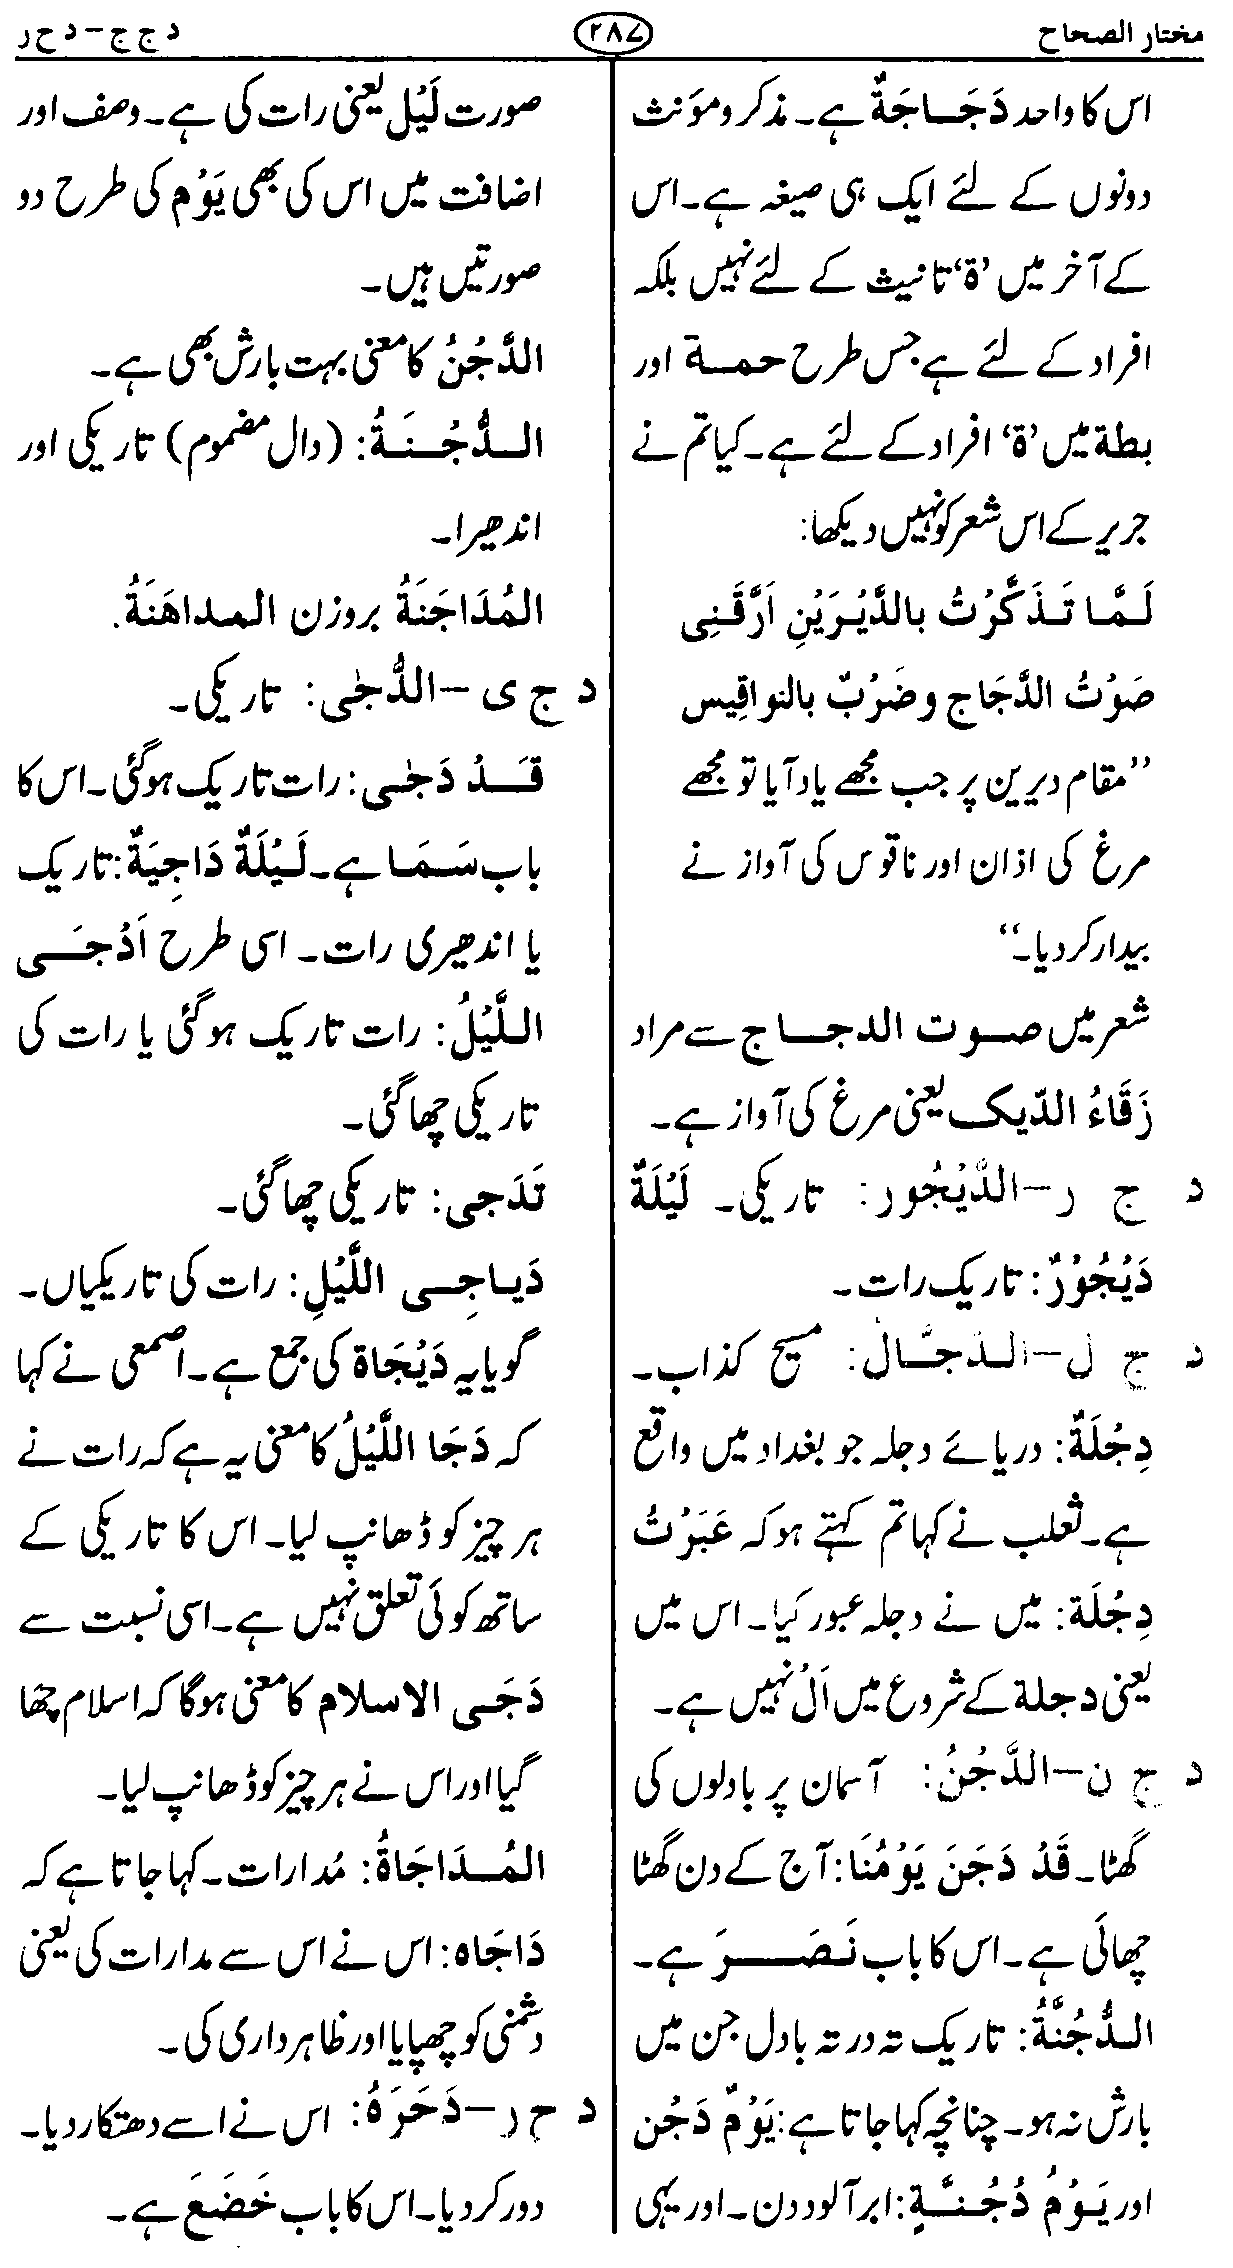 مختار الصحاح
۲۸۷
د ج ج – د ح ر
اس کا واحد دَجَاجَةٌ ہے۔ مذکر و مؤنث
دونوں کے لئے ایک ہی صیغہ ہے۔ اس
کے آخر میں ’ة‘ تانیث کے لئے نہیں بلکہ
افراد کے لئے ہے جس طرح حمة اور
بطة میں ’ة‘ افراد کے لئے ہے۔ کیا تم نے
جریر کے اس شعر کو نہیں دیکھا:
لَمَّا تَذَكَّرْتُ بالدَّيْرَيْنِ اَرَّقَنِى
صَوْتُ الدَّجَاجِ وضَرْبٌ بالنواقِيس
’’مقام دیرین پر جب مجھے یاد آیا تو مجھے
مرغ کی اذان اور ناقوس کی آواز نے
بیدار کر دیا۔‘‘
شعر میں صوت الدجاج سے مراد
زَقَاءُ الدّیک یعنی مرغ کی آواز ہے۔
د ج ر – الدَّيْجُور: تاریکی۔ لَيْلَةٌ
دَيْجُوْرٌ: تاریک رات۔
د ج ل – الدَّجَّال: مسیح کذاب۔
دِجْلَةٌ: دریائے دجلہ جو بغداد میں واقع
ہے۔ ثعلب نے کہا تم کہتے ہو کہ عَبَرْتُ
دِجْلَة: میں نے دجلہ عبور کیا۔ اس میں
یعنی دجلة کے شروع میں اَلْ نہیں ہے۔
د ج ن – الدَّجْنُ: آسمان پر بادلوں کی
گھٹا۔ قَدْ دَجَنَ يَوْمُنَا: آج کے دن گھٹا
چھائی ہے۔ اس کا باب نَصَرَ ہے۔
الدُّجُنَّةُ: تاریک تہ در تہ بادل جن میں
بارش نہ ہو۔ چنانچہ کہا جاتا ہے: يَوْمٌ دَجْن
اور يَوْمُ دُجُنَّةٍ: ابر آلود دن۔ اور یہی
صورت لَيْل یعنی رات کی ہے۔ وصف اور
اضافت میں اس کی بھی يَوْم کی طرح دو
صورتیں ہیں۔
الدَّجْنُ کا معنی بہت بارش بھی ہے۔
الدُّجْنَةُ: (دال مضموم) تاریکی اور
اندھیرا۔
المُدَاجَنَةُ بروزن المداهَنَةُ.
د ج ى – الدُّجٰى: تاریکی۔
قَدْ دَجٰى: رات تاریک ہو گئی۔ اس کا
باب سَمَا ہے۔ لَيْلَةٌ دَاجِيَةٌ: تاریک
یا اندھیری رات۔ اسی طرح اَدْجَى
اللَّيْلُ: رات تاریک ہو گئی یا رات کی
تاریکی چھا گئی۔
تَدَجى: تاریکی چھا گئی۔
دَيـاجِـى اللَّيْلِ: رات کی تاریکیاں۔
گویا یہ دَيْجَاة کی جمع ہے۔ اصمعی نے کہا
کہ دَجَا اللَّيْلُ کا معنی یہ ہے کہ رات نے
ہر چیز کو ڈھانپ لیا۔ اس کا تاریکی کے
ساتھ کوئی تعلق نہیں ہے۔ اسی نسبت سے
دَجَى الاسلام کا معنی ہوگا کہ اسلام چھا
گیا اور اس نے ہر چیز کو ڈھانپ لیا۔
المُدَاجَاةُ: مُدارات۔ کہا جاتا ہے کہ
دَاجَاه: اس نے اس سے مدارات کی یعنی
دشمنی کو چھپایا اور ظاہر داری کی۔
د ح ر – دَحَرَهُ: اس نے اسے دھتکار دیا۔
دور کر دیا۔ اس کا باب خَضَعَ ہے۔